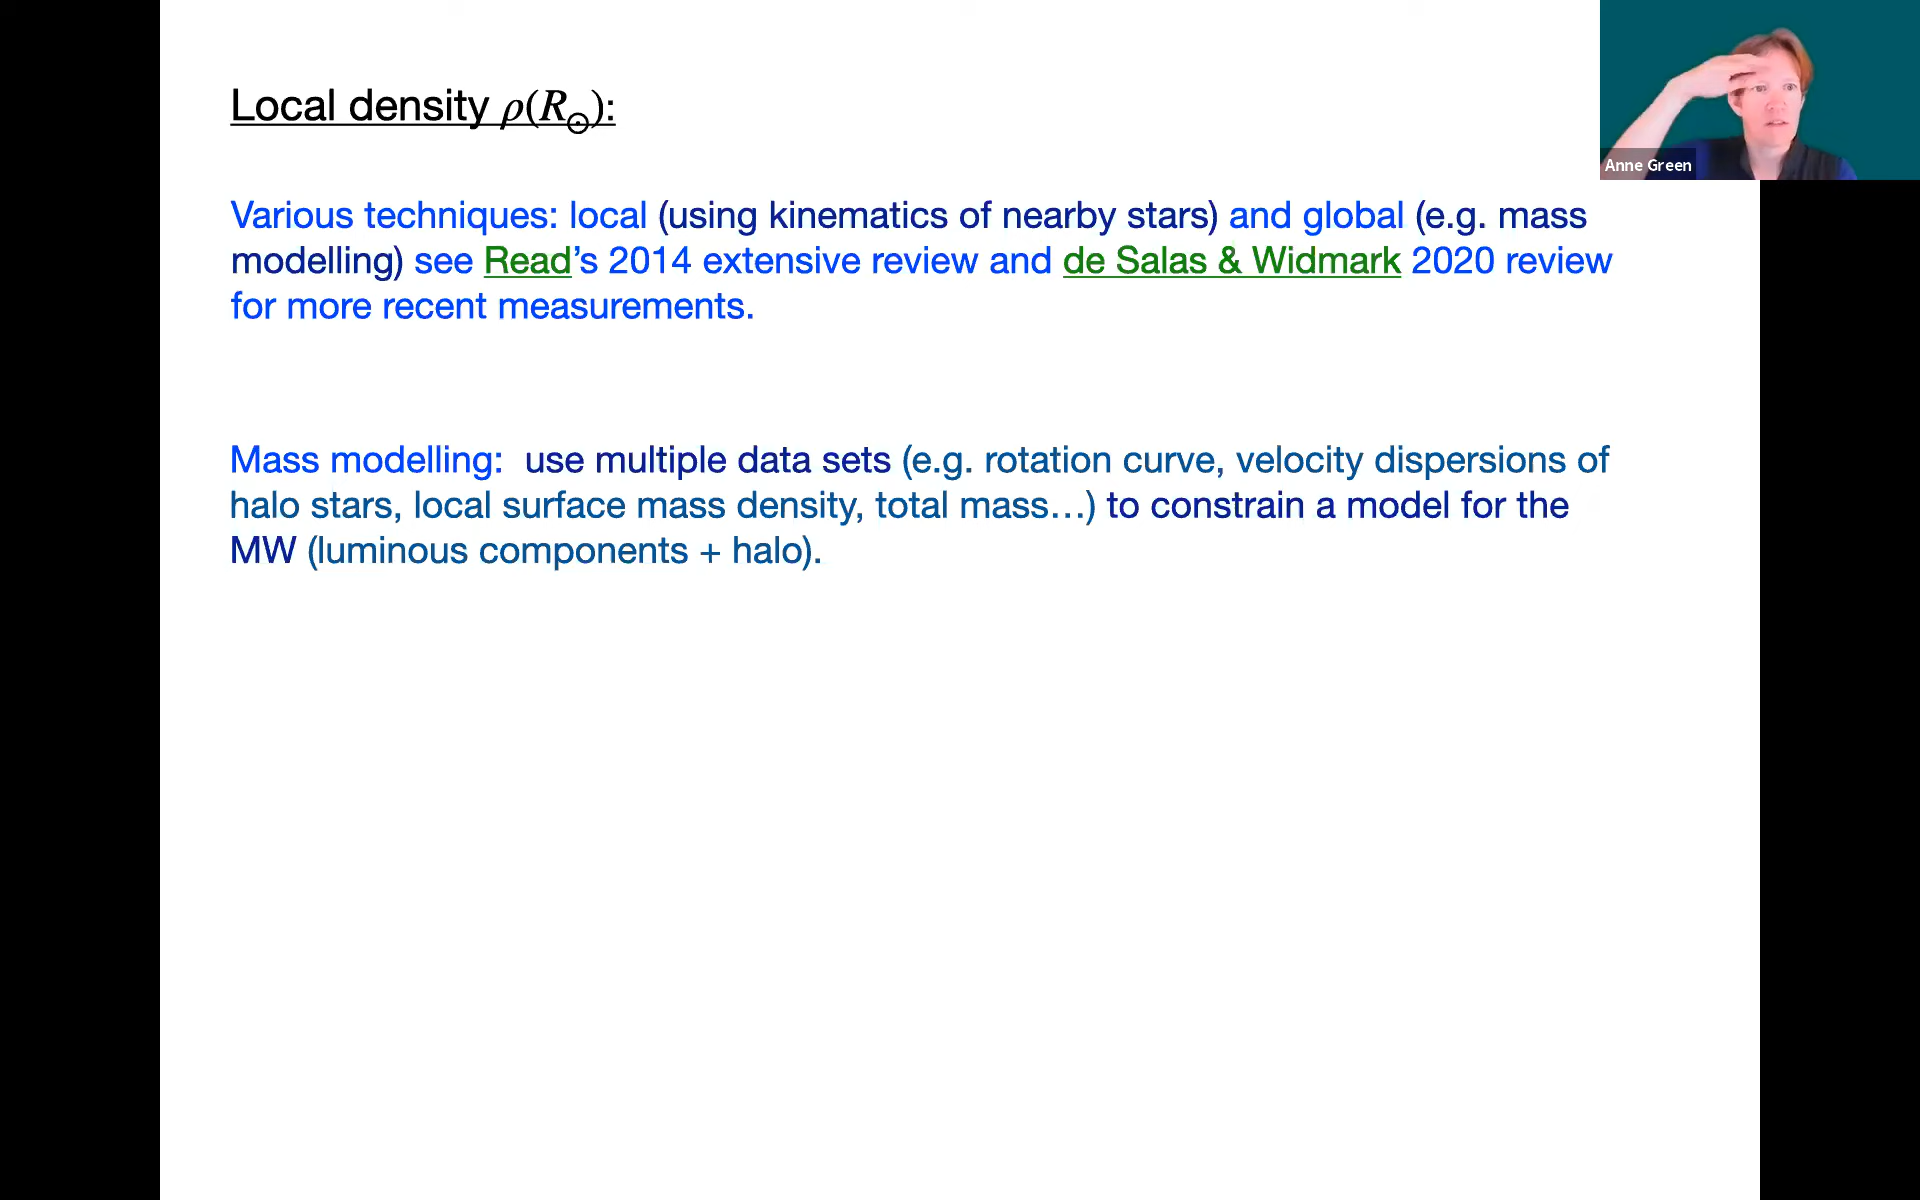 Local density ρ(R⊙):
Anne Green
Various techniques: local (using kinematics of nearby stars) and global (e.g. mass
modelling) see Read’s 2014 extensive review and de Salas & Widmark 2020 review
for more recent measurements.
Mass modelling: use multiple data sets (e.g. rotation curve, velocity dispersions of
halo stars, local surface mass density, total mass…) to constrain a model for the
MW (luminous components + halo).